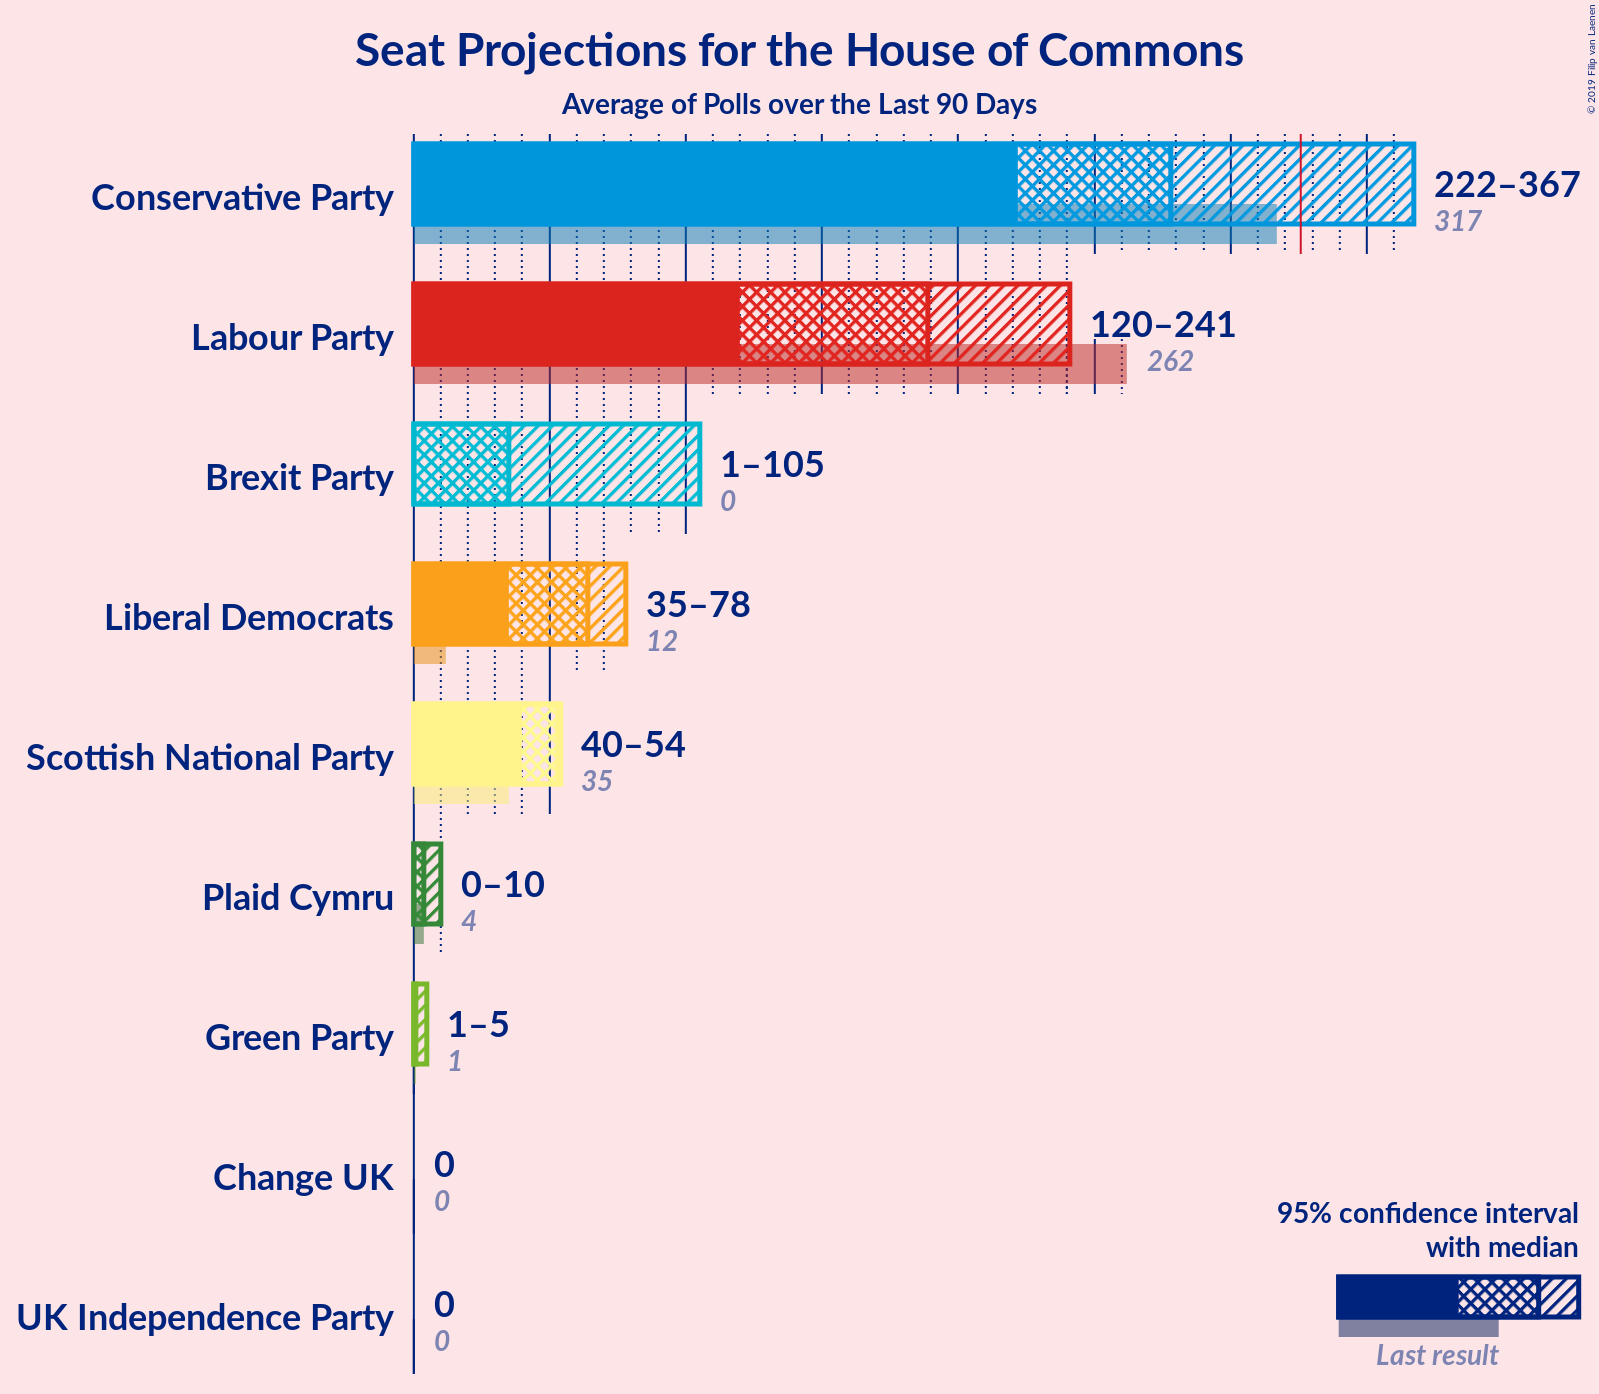 © 2019 Filip van Laenen
Seat Projections for the House of Commons
Average of Polls over the Last 90 Days
Conservative Party
222–367
317
Labour Party
120–241
262
Brexit Party
1–105
0
Liberal Democrats
35–78
12
Scottish National Party
40–54
35
Plaid Cymru
0–10
4
Green Party
1–5
1
Change UK
0
0
UK Independence Party
0
0
95% confidence interval
with median
Last result